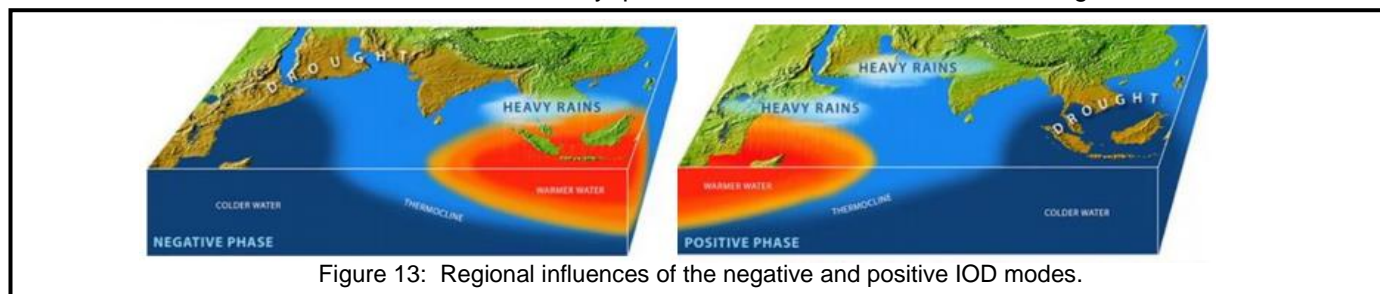 DROUGHT
HEAVY RAINS
COLDER WATER
THERMOCLINE
WARMER WATER
NEGATIVE PHASE
HEAVY RAINS
HEAVY RAINS
DROUGHT
WARMER WATER
THERMOCLINE
COLDER WATER
POSITIVE PHASE
Figure 13: Regional influences of the negative and positive IOD modes.